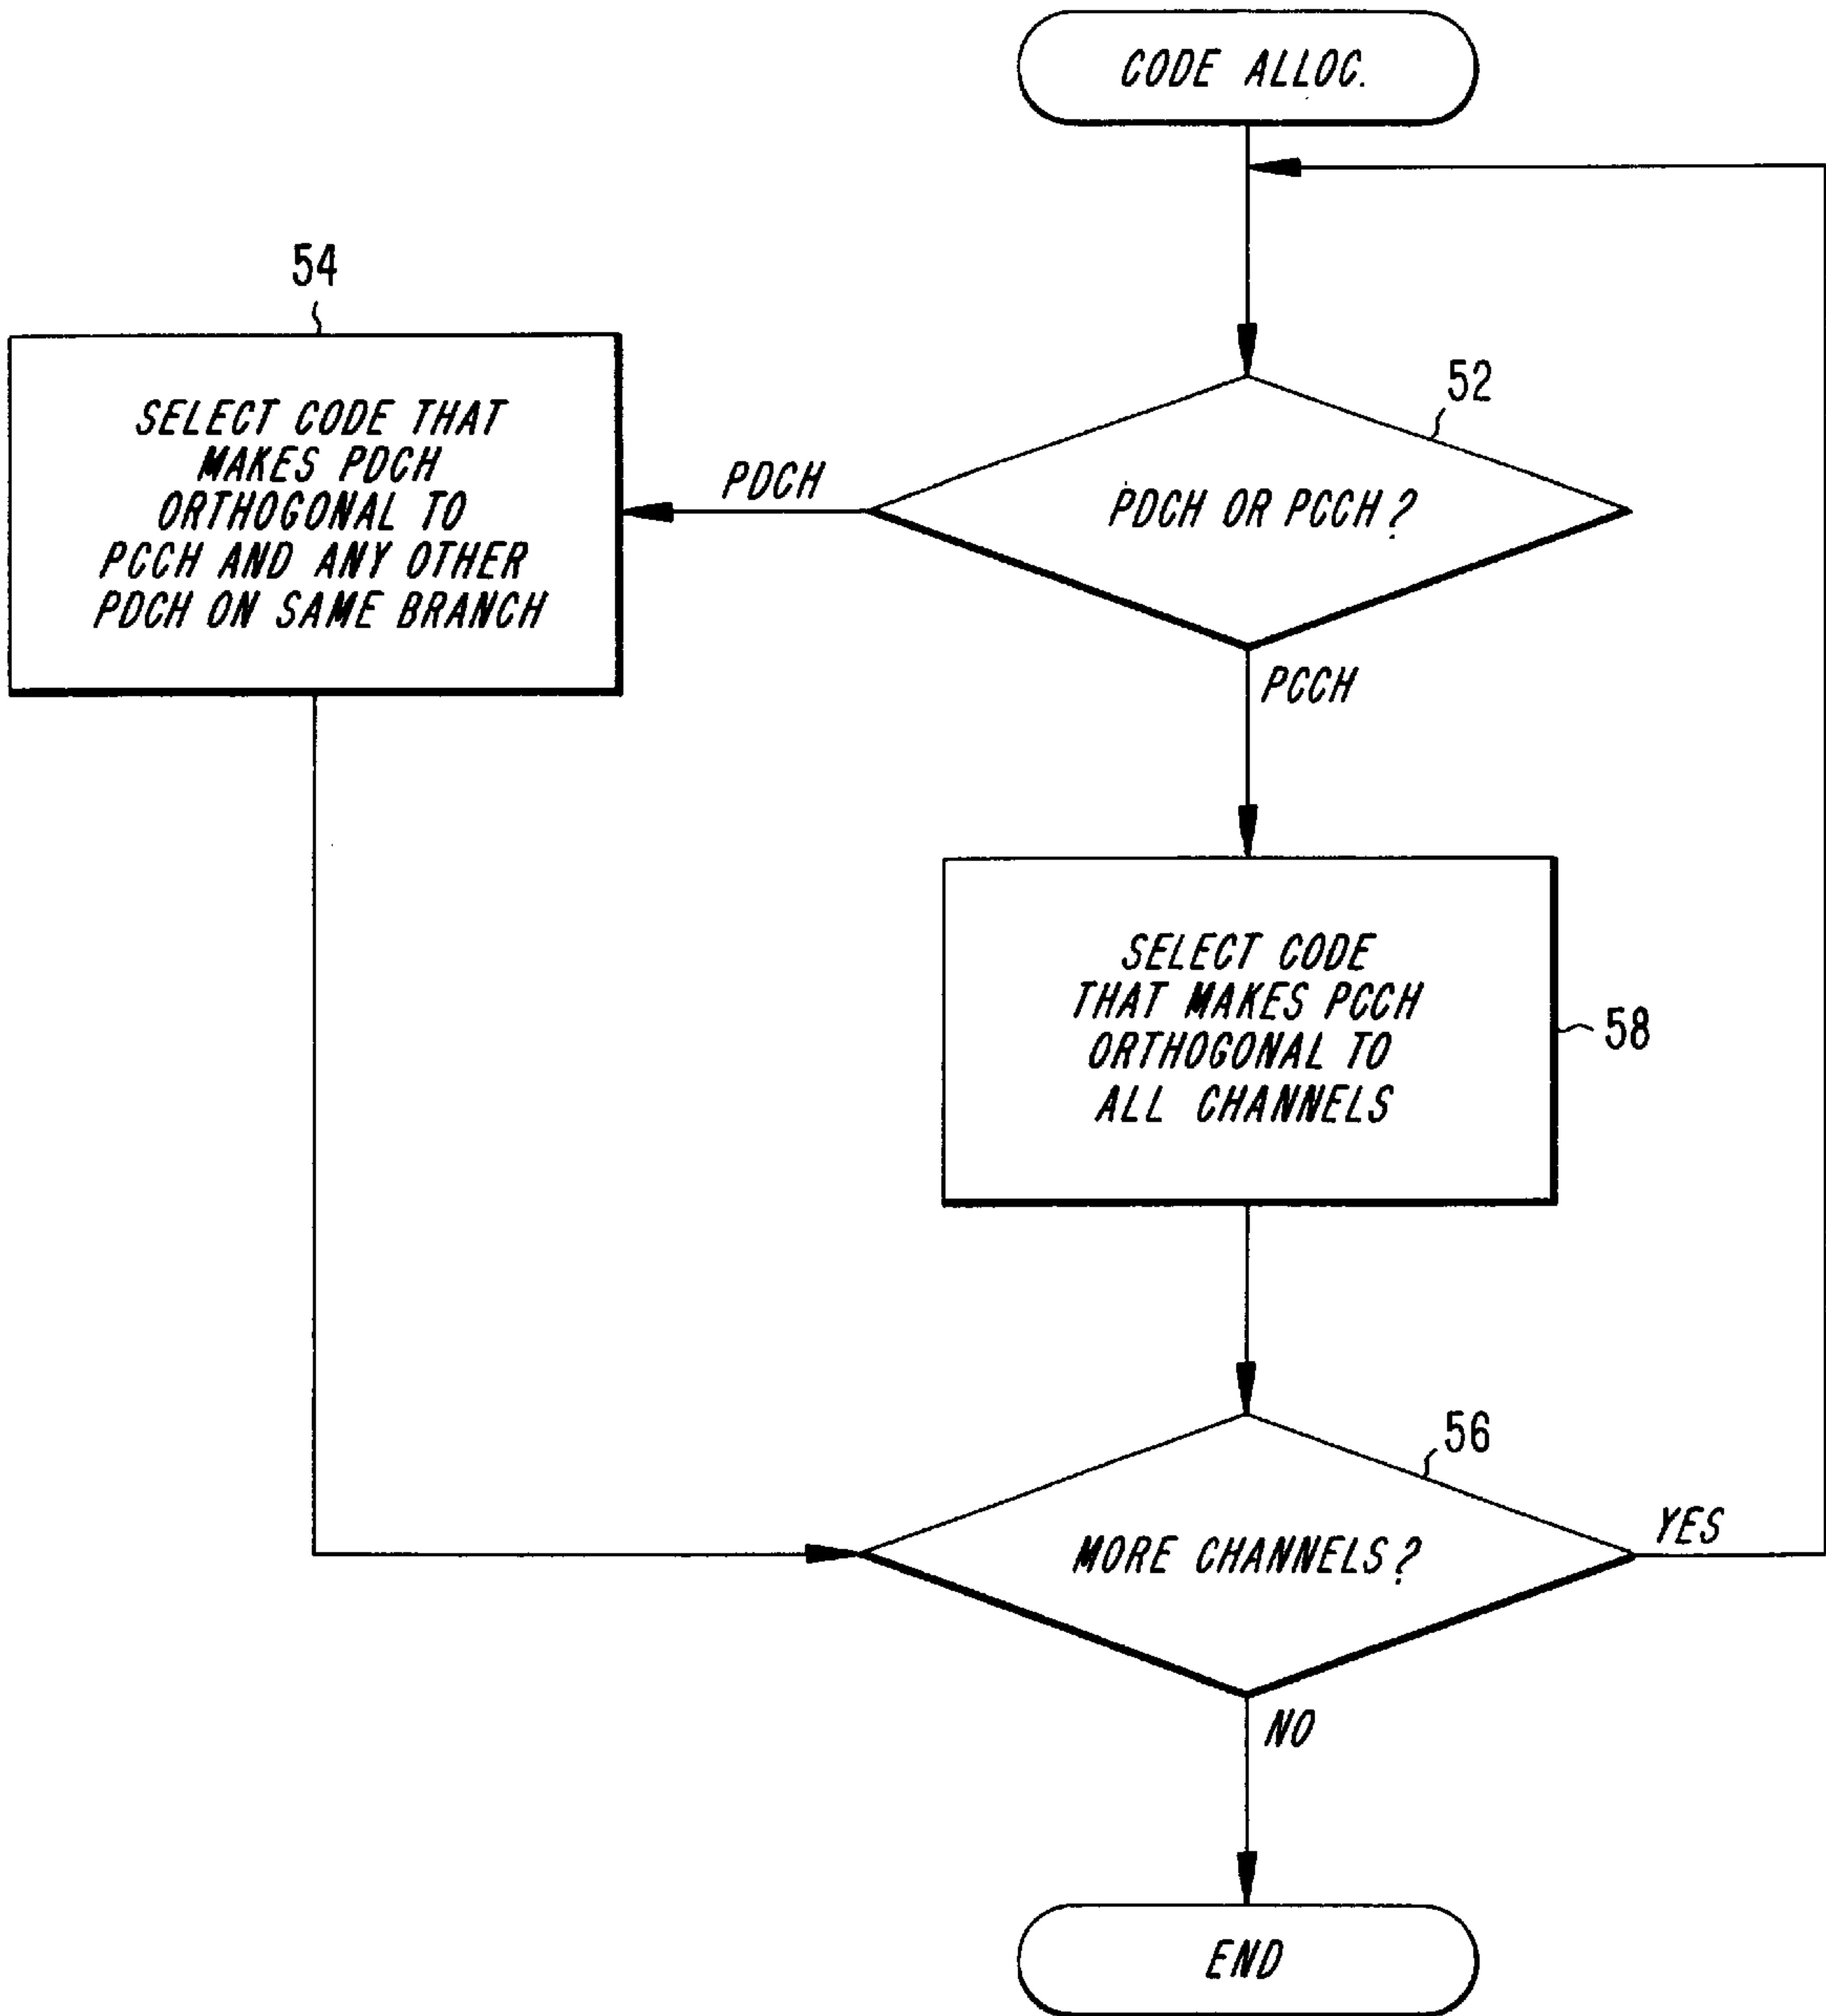 CODE ALLOC.
54
SELECT CODE THAT
MAKES PDCH
ORTHOGONAL TO
PCCH AND ANY OTHER
PDCH ON SAME BRANCH
PDCH
52
PDCH OR PCCH?
PCCH
SELECT CODE
THAT MAKES PCCH
ORTHOGONAL TO
ALL CHANNELS
58
56
MORE CHANNELS?
YES
NO
END